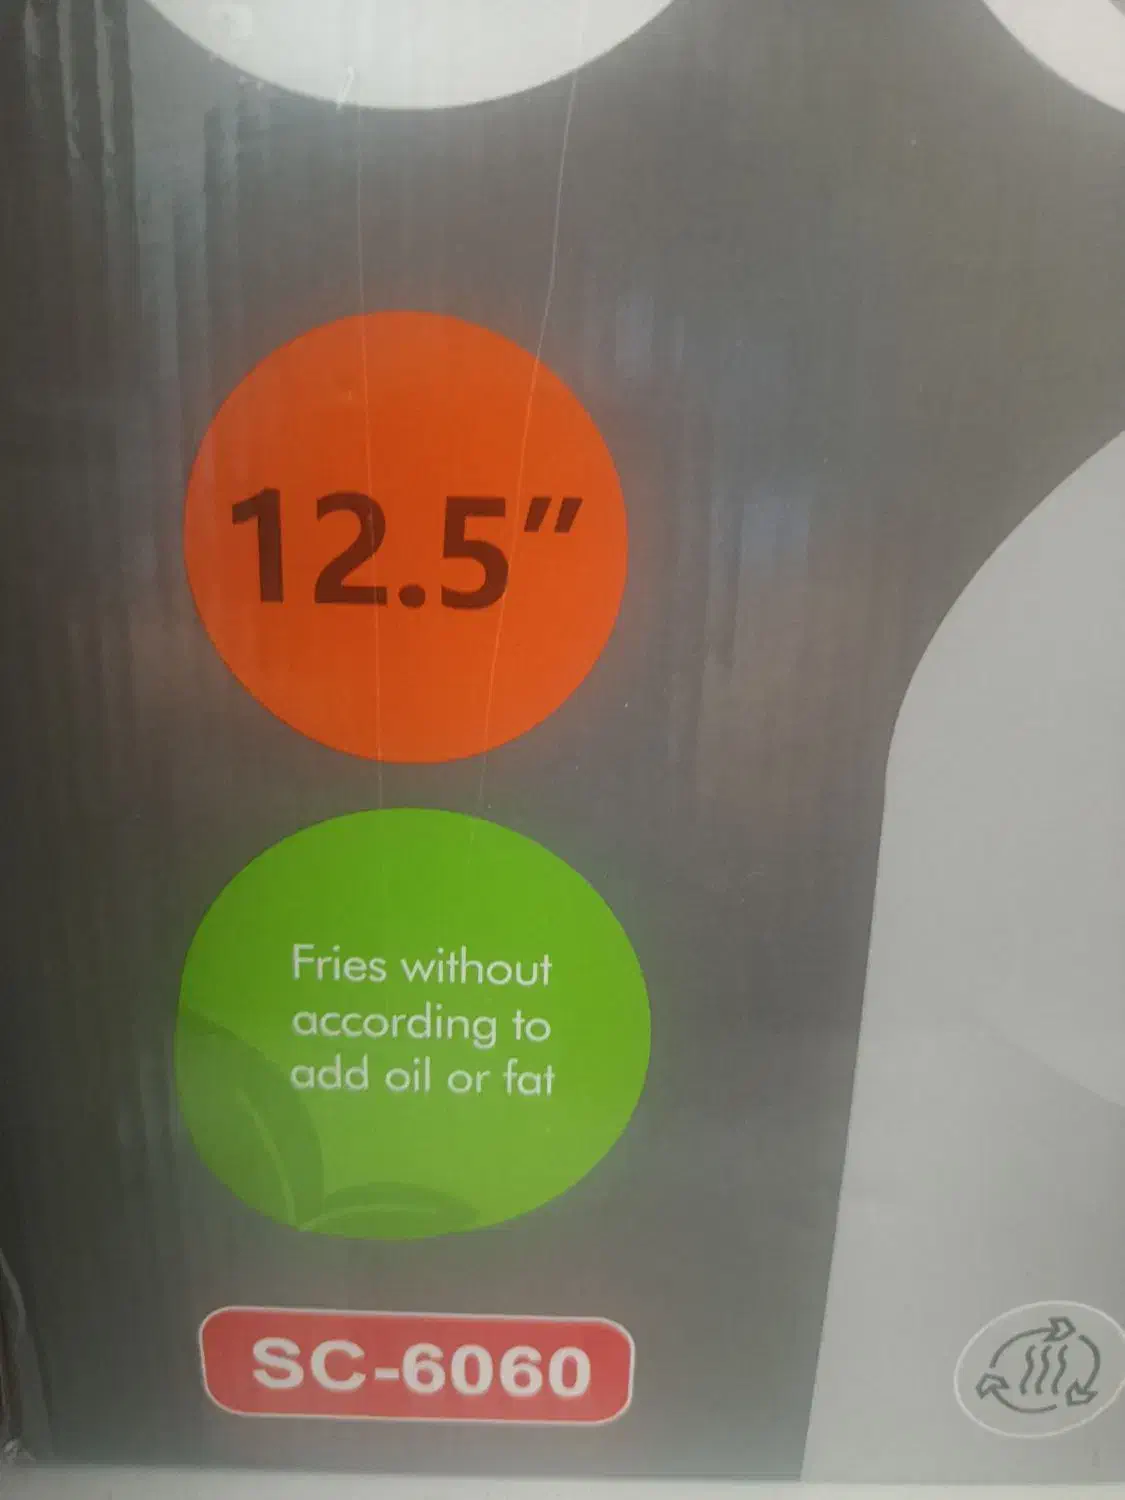 12.5"
Fries without
according to
add oil or fat
SC-6060